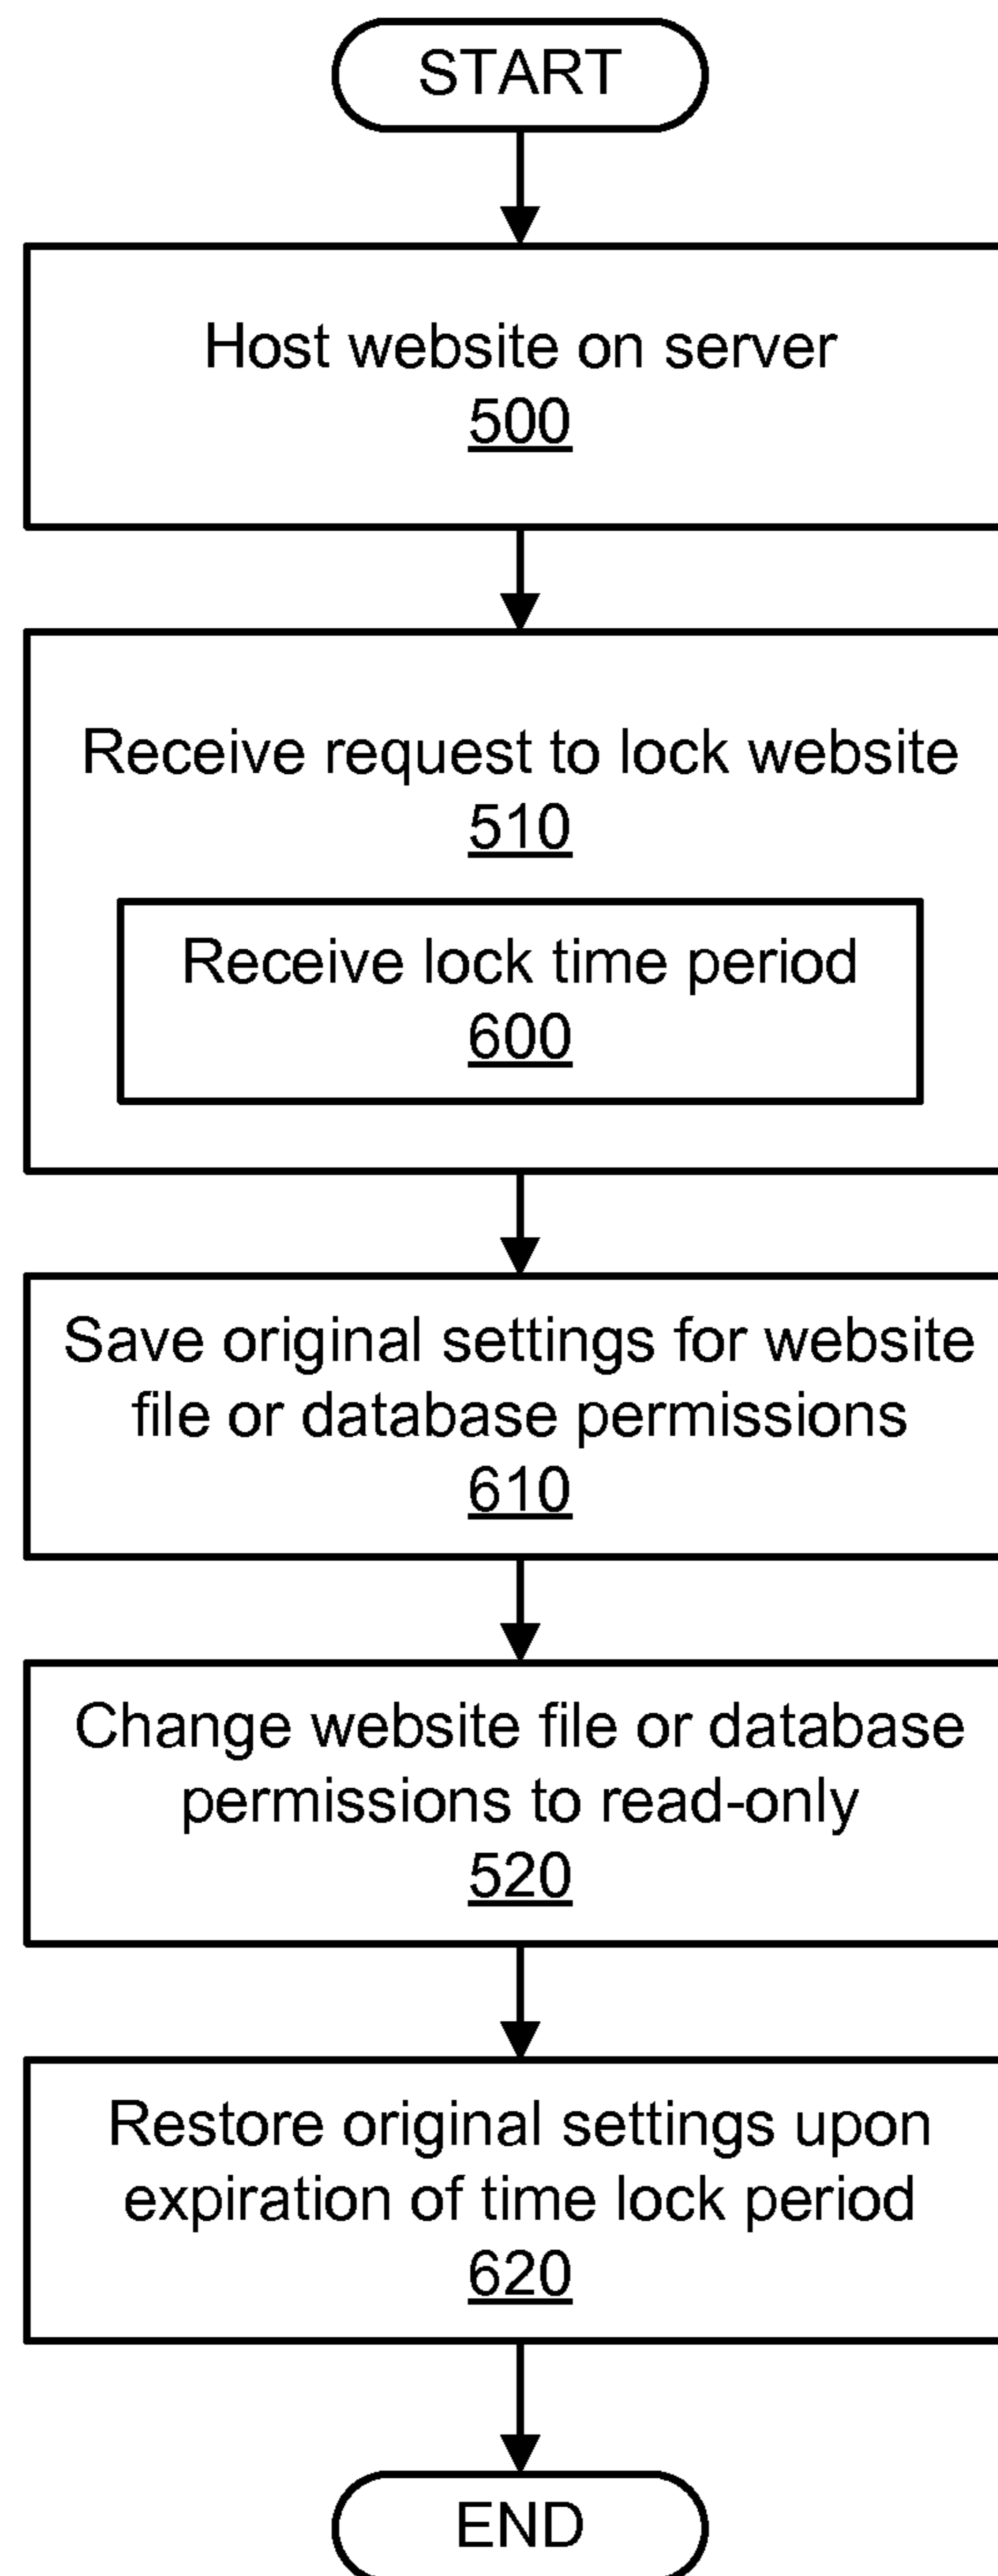 START
Host website on server
500
Receive request to lock website
510
Receive lock time period
600
Save original settings for website
file or database permissions
610
Change website file or database
permissions to read-only
520
Restore original settings upon
expiration of time lock period
620
END